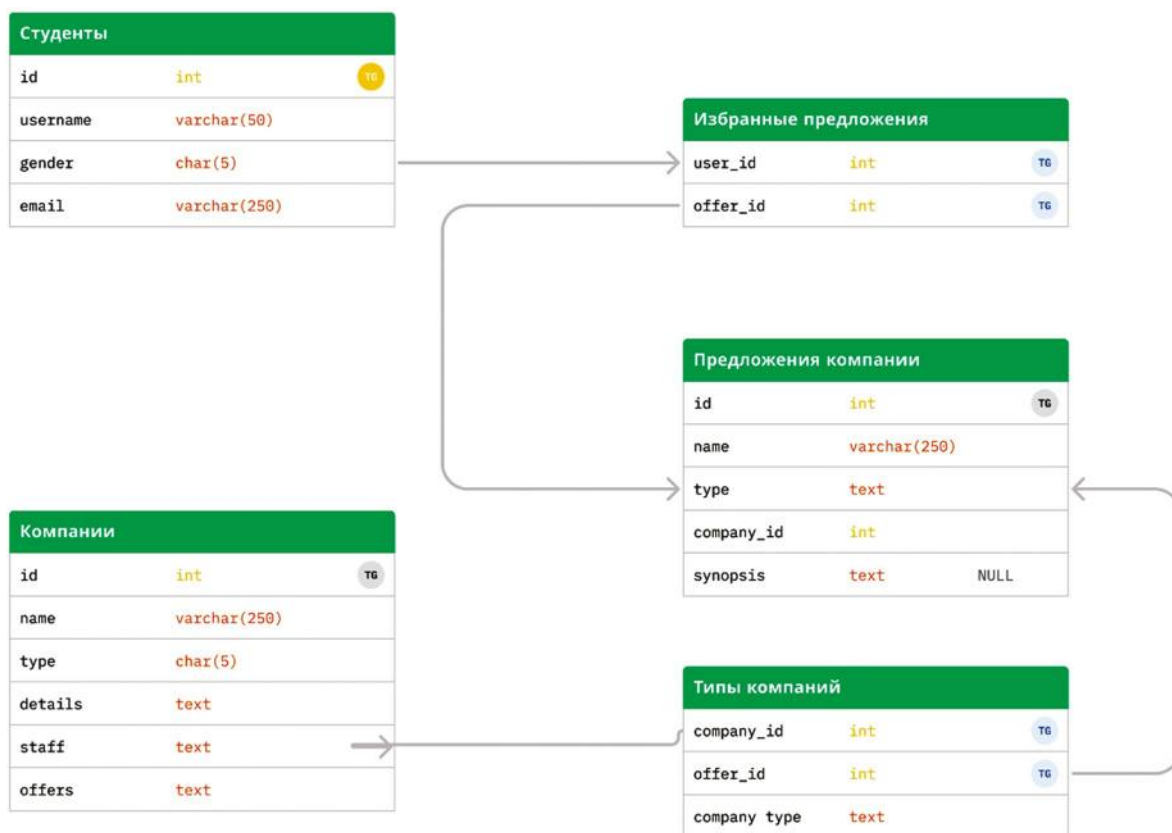 Студенты
id int TG
username varchar(50)
gender char(5)
email varchar(250)
Избранные предложения
user_id int TG
offer_id int TG
Предложения компании
id int TG
name varchar(250)
type text
company_id int
synopsis text NULL
Компании
id int TG
name varchar(250)
type char(5)
details text
staff text
offers text
Типы компаний
company_id int TG
offer_id int TG
company type text